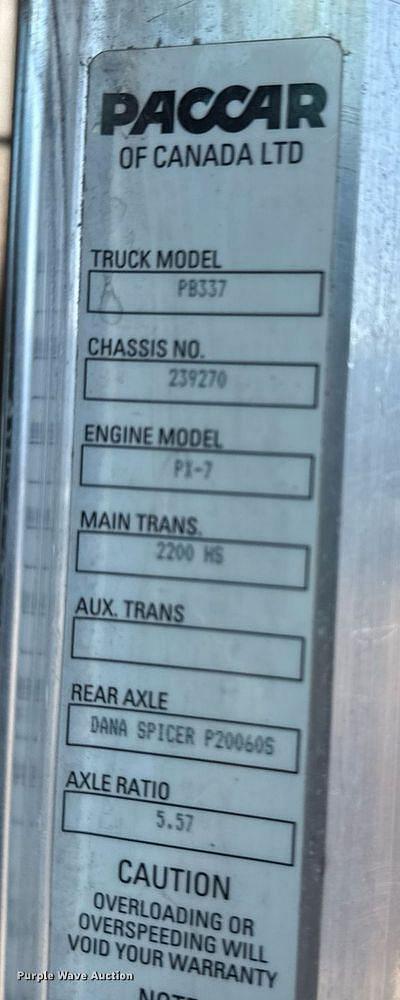 PACCAR
OF CANADA LTD
TRUCK MODEL
PB337
CHASSIS NO.
239270
ENGINE MODEL
PX-7
MAIN TRANS.
2200 HS
AUX. TRANS
REAR AXLE
DANA SPICER P20060S
AXLE RATIO
5.57
CAUTION
OVERLOADING OR
OVERSPEEDING WILL
VOID YOUR WARRANTY
Purple Wave Auction